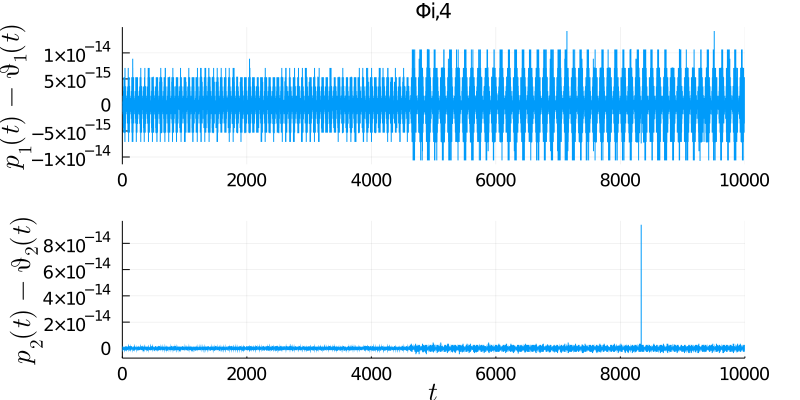 Φi,4
p₁(t) − ϑ₁(t)
1×10⁻¹⁴
5×10⁻¹⁵
0
−5×10⁻¹⁵
−1×10⁻¹⁴
0 2000 4000 6000 8000 10000
p₂(t) − ϑ₂(t)
8×10⁻¹⁴
6×10⁻¹⁴
4×10⁻¹⁴
2×10⁻¹⁴
0
0 2000 4000 6000 8000 10000
t